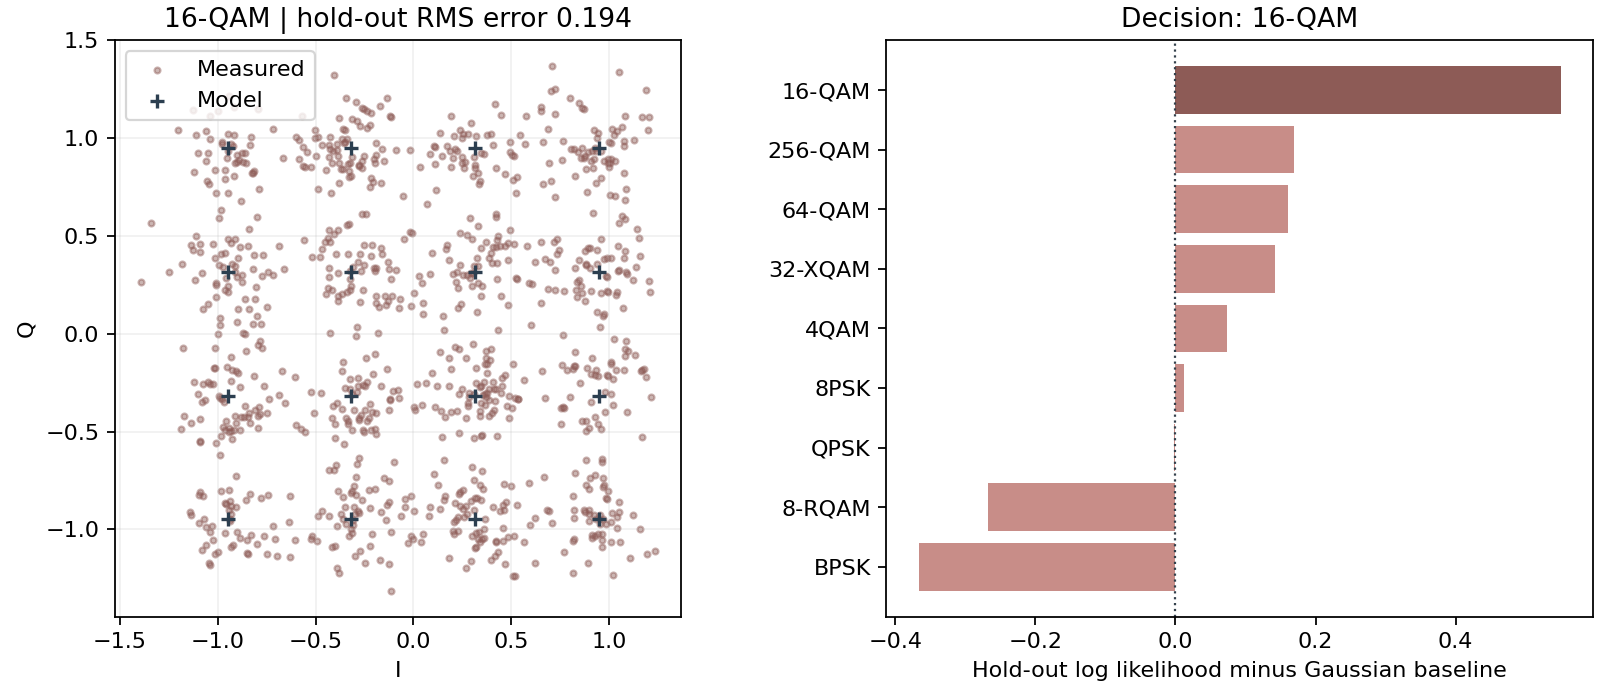 16-QAM | hold-out RMS error 0.194
Measured
Model
1.5
1.0
0.5
0.0
−0.5
−1.0
Q
−1.5
−1.0
−0.5
0.0
0.5
1.0
I
Decision: 16-QAM
16-QAM
256-QAM
64-QAM
32-XQAM
4QAM
8PSK
QPSK
8-RQAM
BPSK
−0.4
−0.2
0.0
0.2
0.4
Hold-out log likelihood minus Gaussian baseline